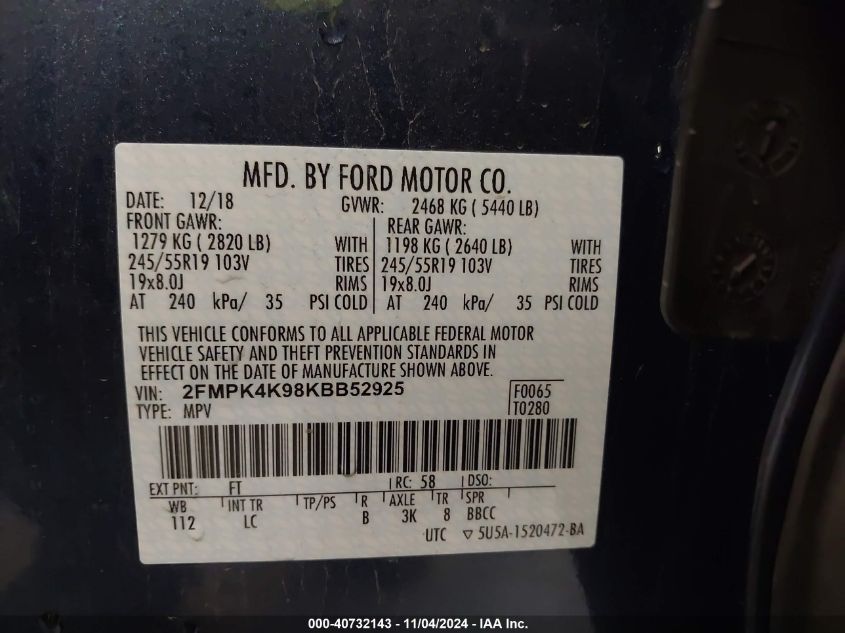 MFD. BY FORD MOTOR CO.
DATE: 12/18 GVWR: 2468 KG ( 5440 LB)
FRONT GAWR: REAR GAWR:
1279 KG ( 2820 LB) WITH 1198 KG ( 2640 LB) WITH
245/55R19 103V TIRES 245/55R19 103V TIRES
19x8.0J RIMS 19x8.0J RIMS
AT 240 kPa/ 35 PSI COLD AT 240 kPa/ 35 PSI COLD
THIS VEHICLE CONFORMS TO ALL APPLICABLE FEDERAL MOTOR
VEHICLE SAFETY AND THEFT PREVENTION STANDARDS IN
EFFECT ON THE DATE OF MANUFACTURE SHOWN ABOVE.
VIN: 2FMPK4K98KBB52925 F0065
TYPE: MPV T0280
EXT PNT: FT RC: 58 DSO:
WB INT TR TP/PS R AXLE TR SPR
112 LC B 3K 8 BBCC
UTC ▽ 5U5A-1520472-BA
000-40732143 - 11/04/2024 - IAA Inc.